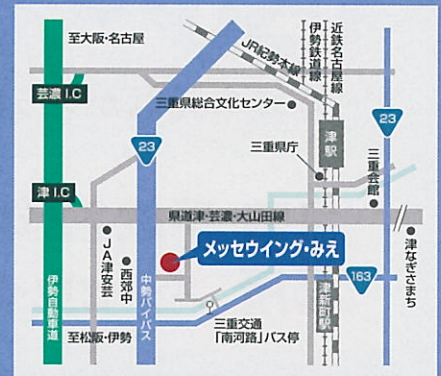 至大阪・名古屋
芸濃 I.C
津 I.C
伊勢自動車道
至松阪・伊勢
JA津安芸
西郊中
23
中勢バイパス
JR紀勢本線
伊勢鉄道線
近鉄名古屋線
三重県総合文化センター
三重県庁
津駅
23
三重会館
県道津・芸濃・大山田線
メッセウイング・みえ
津なぎさまち
163
津新町駅
三重交通
「南河路」バス停